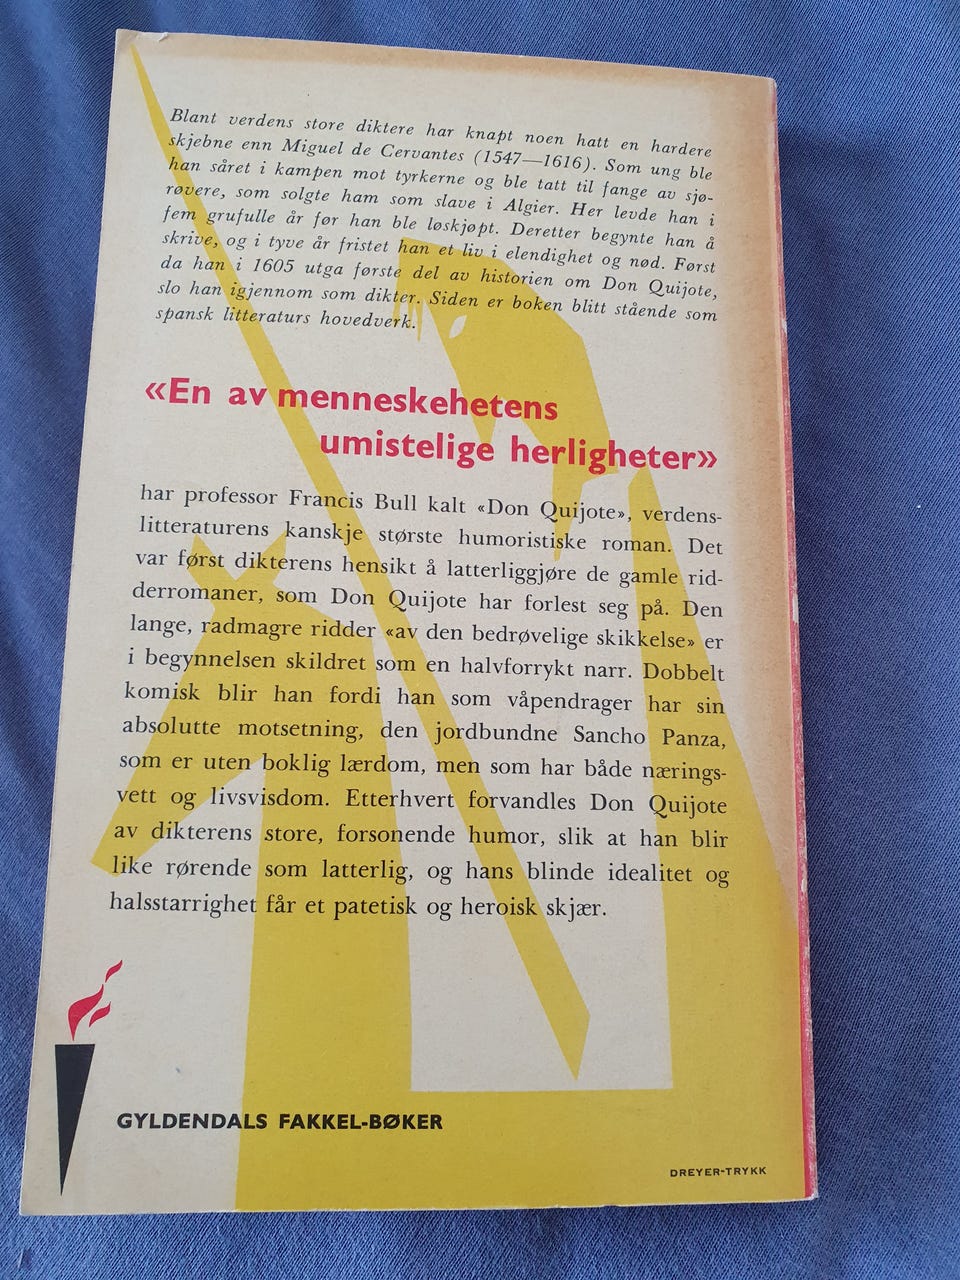 Blant verdens store diktere har knapt noen hatt en hardere
skjebne enn Miguel de Cervantes (1547—1616). Som ung ble
han såret i kampen mot tyrkerne og ble tatt til fange av sjø-
røvere, som solgte ham som slave i Algier. Her levde han i
fem grufulle år før han ble løskjøpt. Deretter begynte han å
skrive, og i tyve år fristet han et liv i elendighet og nød. Først
da han i 1605 utga første del av historien om Don Quijote,
slo han igjennom som dikter. Siden er boken blitt stående som
spansk litteraturs hovedverk.
«En av menneskehetens
umistelige herligheter»
har professor Francis Bull kalt «Don Quijote», verdens-
litteraturens kanskje største humoristiske roman. Det
var først dikterens hensikt å latterliggjøre de gamle rid-
derromaner, som Don Quijote har forlest seg på. Den
lange, radmagre ridder «av den bedrøvelige skikkelse» er
i begynnelsen skildret som en halvforrykt narr. Dobbelt
komisk blir han fordi han som våpendrager har sin
absolutte motsetning, den jordbundne Sancho Panza,
som er uten boklig lærdom, men som har både nærings-
vett og livsvisdom. Etterhvert forvandles Don Quijote
av dikterens store, forsonende humor, slik at han blir
like rørende som latterlig, og hans blinde idealitet og
halsstarrighet får et patetisk og heroisk skjær.
GYLDENDALS FAKKEL-BØKER
DREYER-TRYKK